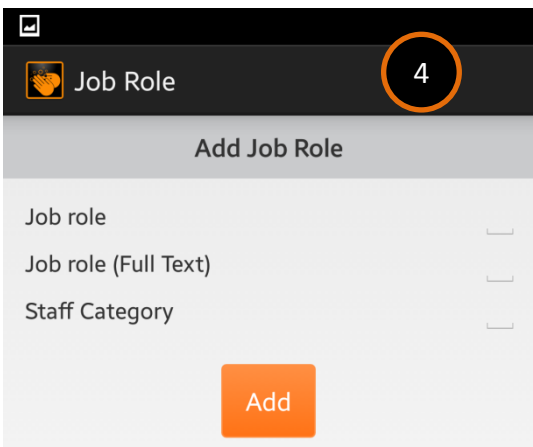 Job Role
4
Add Job Role
Job role
Job role (Full Text)
Staff Category
Add